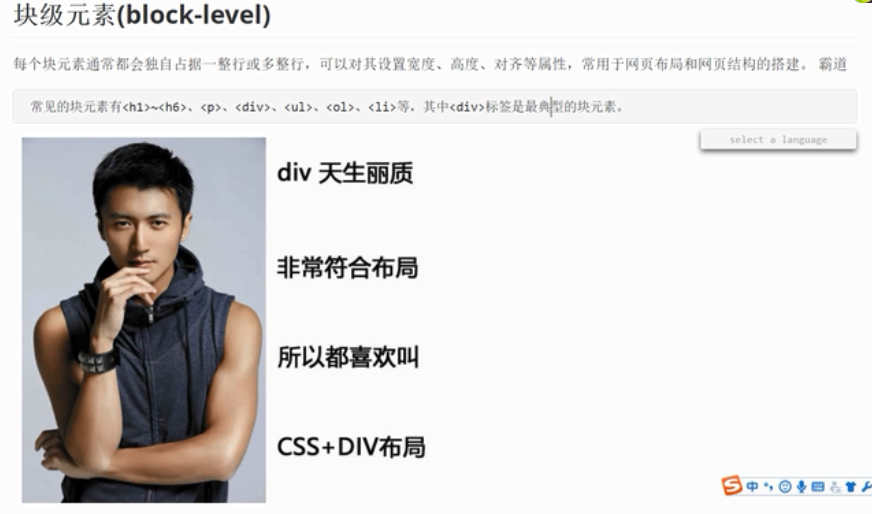 块级元素(block-level)
每个块元素通常都会独自占据一整行或多整行，可以对其设置宽度、高度、对齐等属性，常用于网页布局和网页结构的搭建。 霸道
常见的块元素有<h1>~<h6>、<p>、<div>、<ul>、<ol>、<li>等，其中<div>标签是最典型的块元素。
select a language
div 天生丽质
非常符合布局
所以都喜欢叫
CSS+DIV布局
中